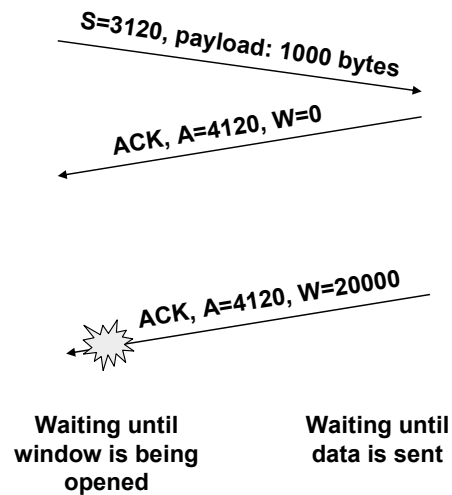 S=3120, payload: 1000 bytes
ACK, A=4120, W=0
ACK, A=4120, W=20000
Waiting until
window is being
opened
Waiting until
data is sent